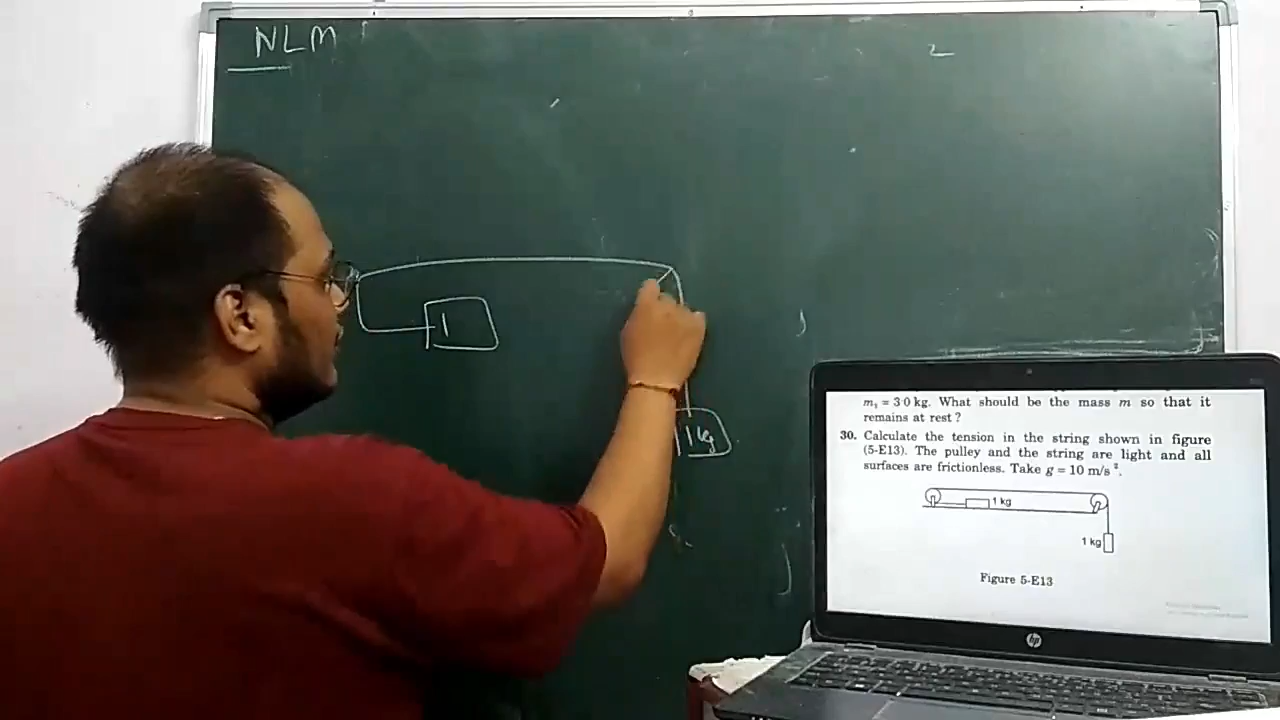 NLM
1
1 kg
m₁ = 3·0 kg. What should be the mass m so that it
remains at rest ?
30. Calculate the tension in the string shown in figure
(5-E13). The pulley and the string are light and all
surfaces are frictionless. Take g = 10 m/s².
1 kg
1 kg
Figure 5-E13
hp